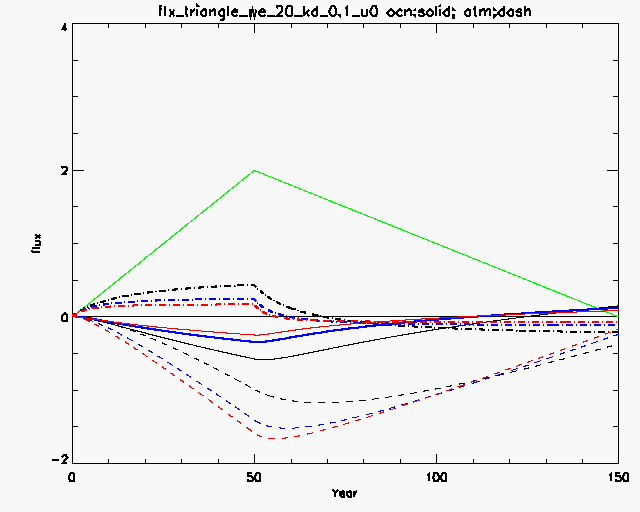 flx_triangle_we_20_kd_0.1_u0 ocn:solid; atm:dash
4
2
0
-2
flux
0
50
100
150
Year